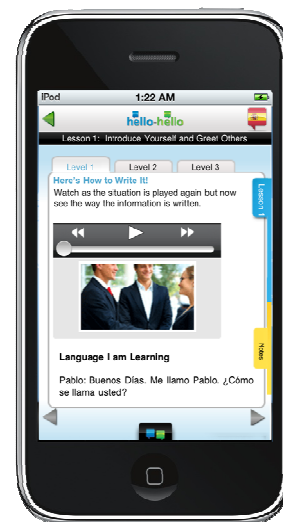 iPod 1:22 AM
hello-hello
Lesson 1: Introduce Yourself and Greet Others
Level 1 Level 2 Level 3
Here's How to Write It!
Watch as the situation is played again but now
see the way the information is written.
Lesson 1
Notes
Language I am Learning
Pablo: Buenos Días. Me llamo Pablo. ¿Cómo
se llama usted?